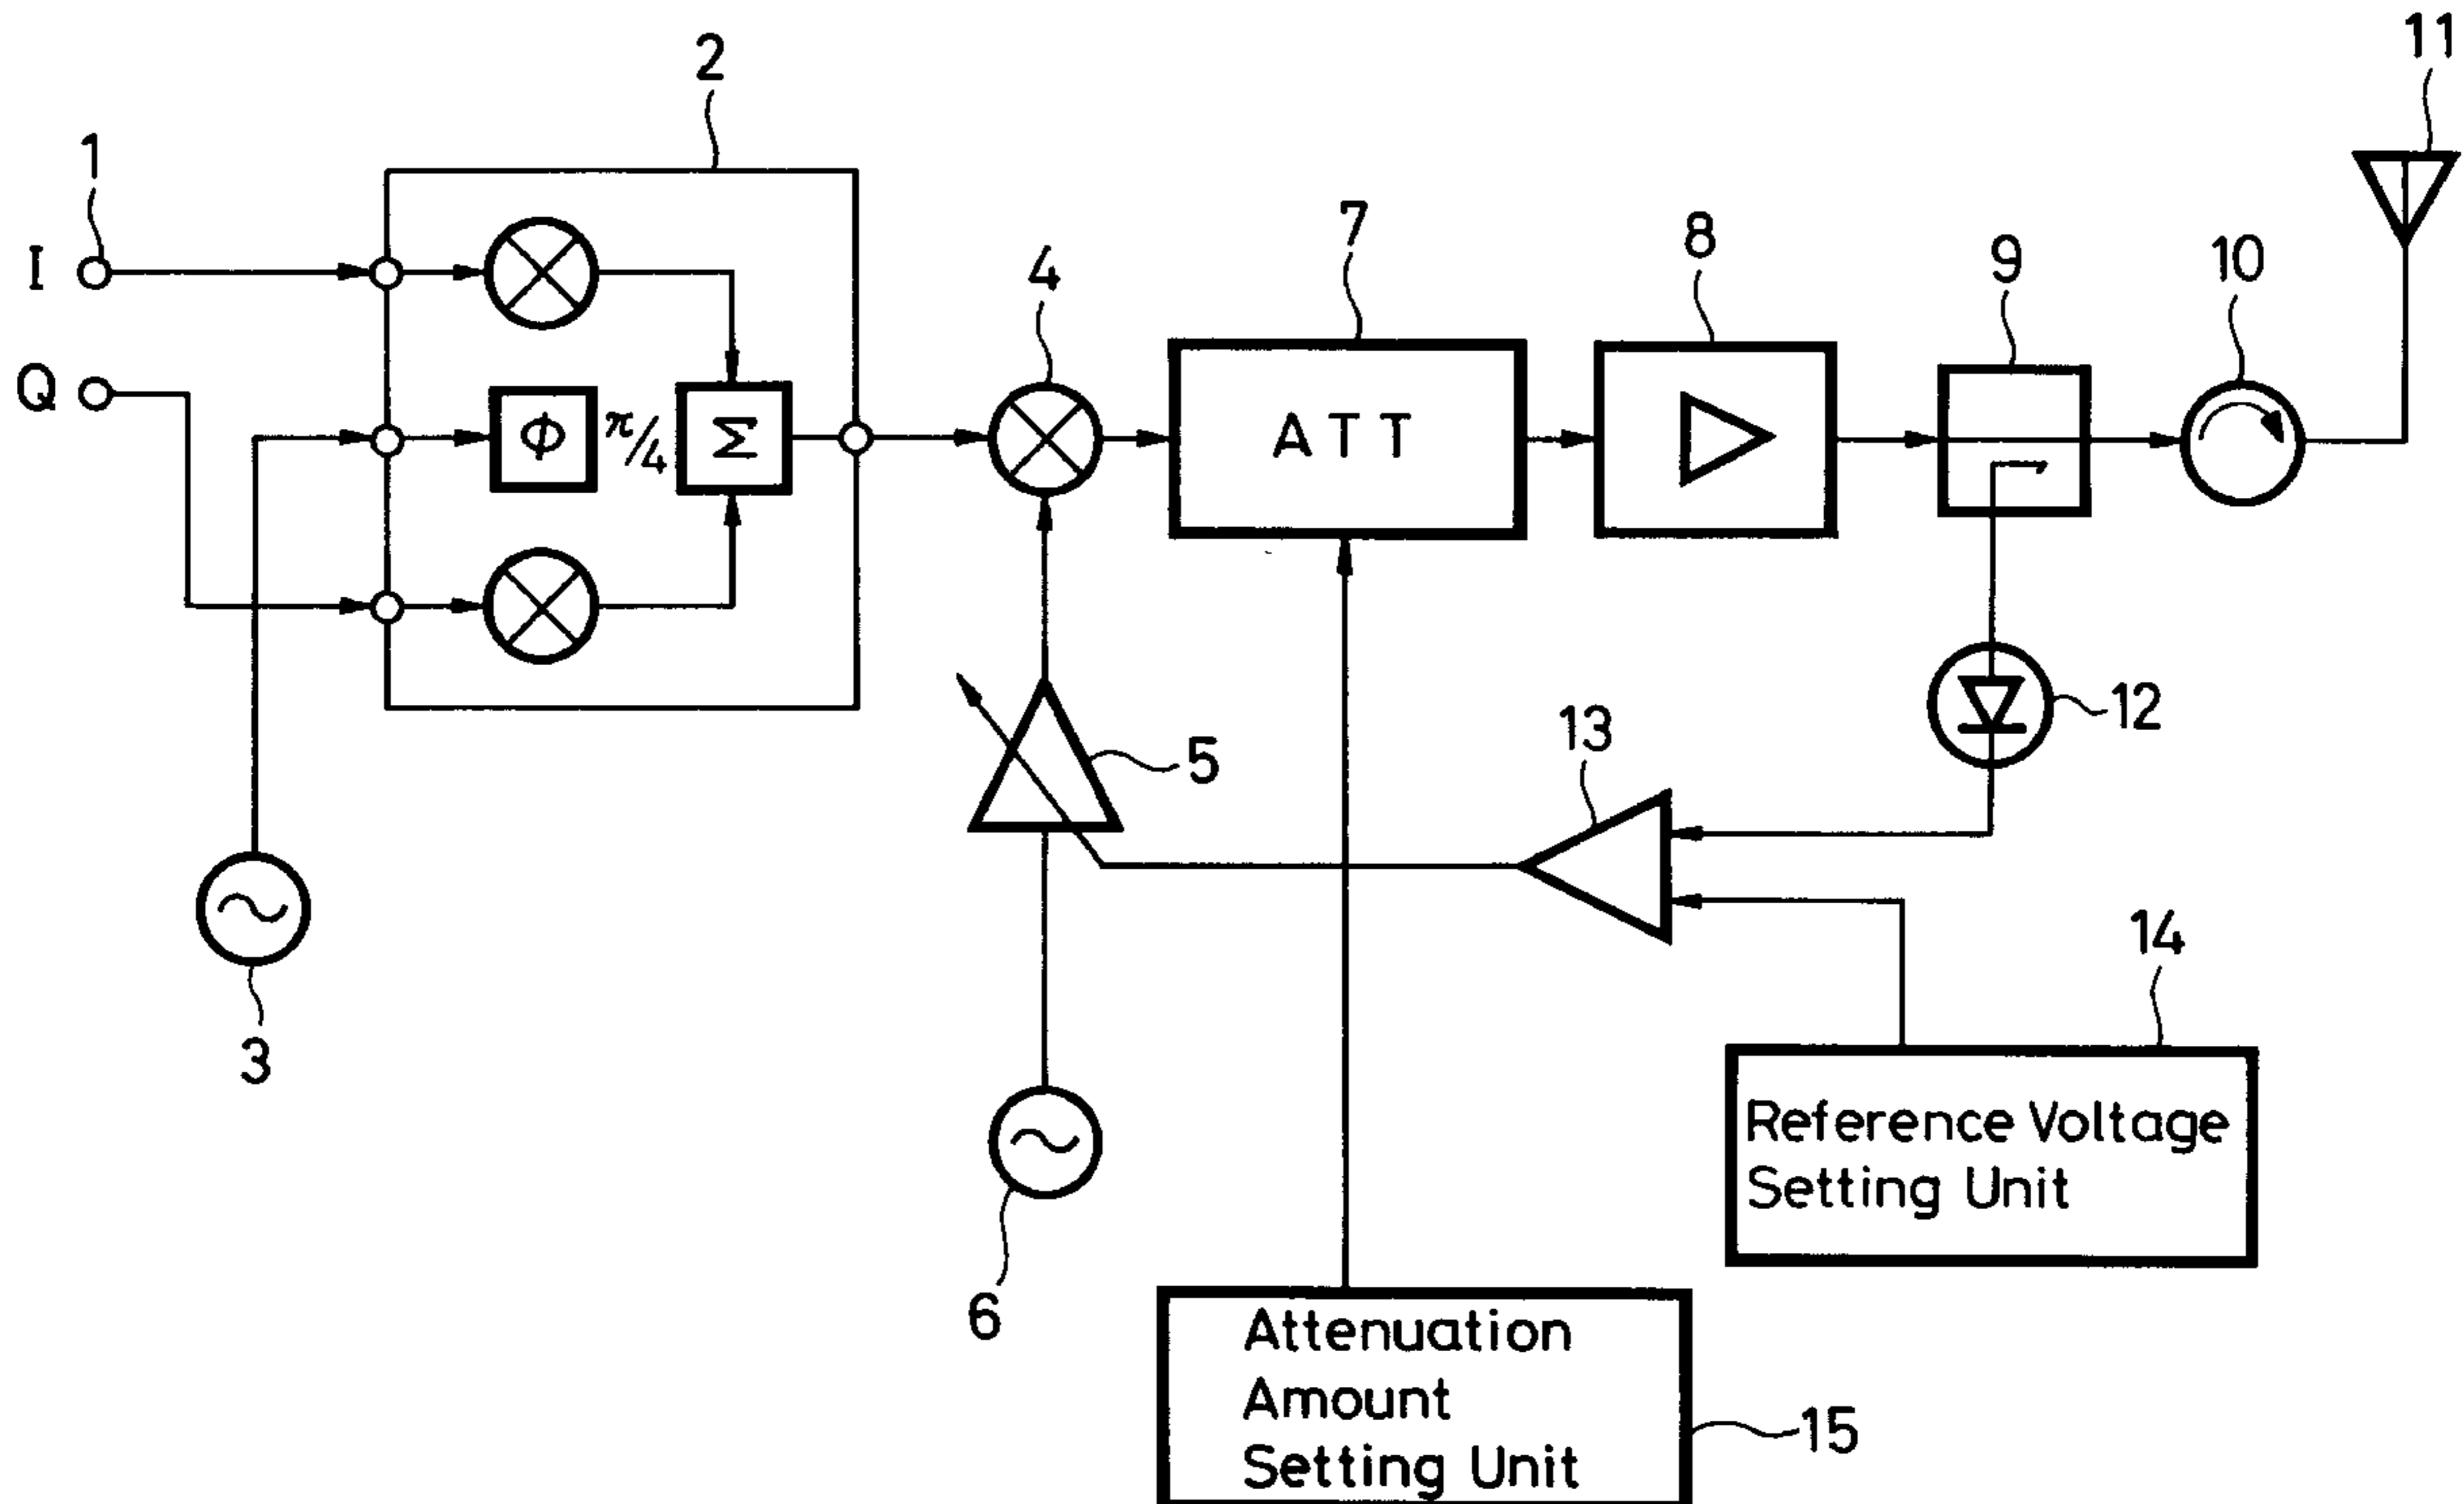 11
2
1
7
8
9
10
4
I
Q
ϕ
π/4
Σ
ATT
12
13
5
14
3
Reference Voltage
Setting Unit
6
Attenuation
Amount
Setting Unit
15